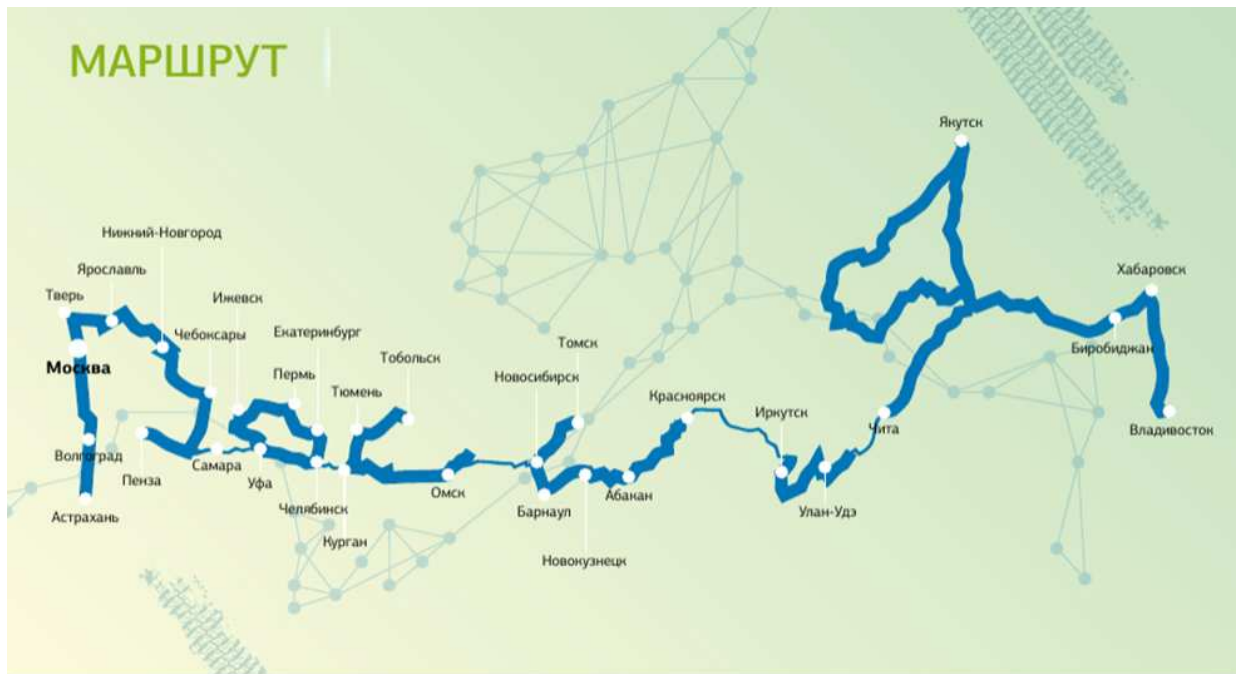 МАРШРУТ
Якутск
Нижний-Новгород
Ярославль
Хабаровск
Тверь
Ижевск
Чебоксары
Екатеринбург
Томск
Биробиджан
Тобольск
Москва
Пермь
Новосибирск
Тюмень
Красноярск
Иркутск
Чита
Владивосток
Волгоград
Самара
Пенза
Уфа
Омск
Абакан
Челябинск
Барнаул
Улан-Удэ
Астрахань
Курган
Новокузнецк